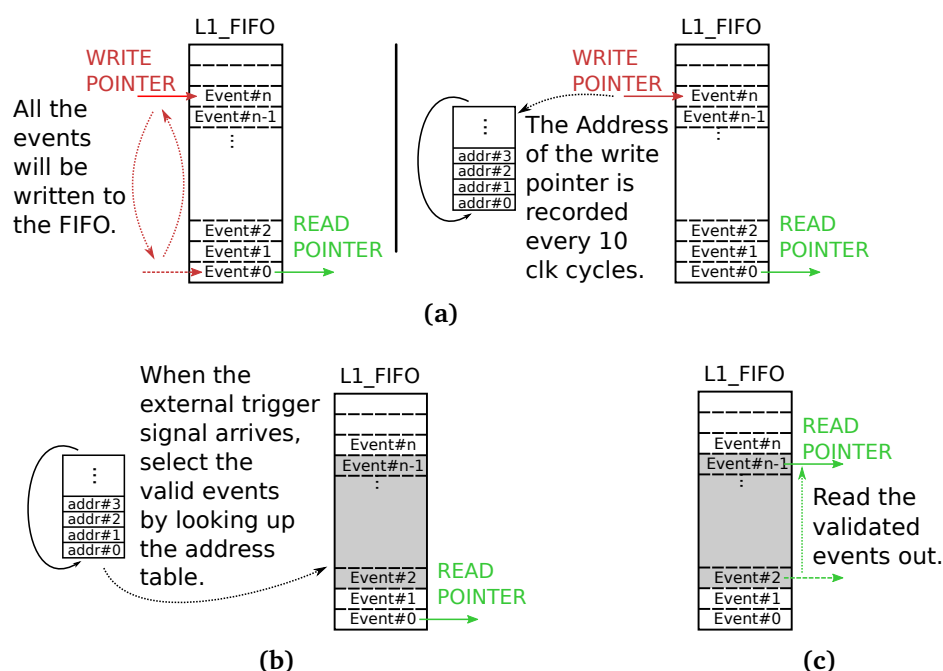 L1_FIFO
WRITE
POINTER
All the
events
will be
written to
the FIFO.
Event#n
Event#n-1
⋮
Event#2
Event#1
Event#0
READ
POINTER
L1_FIFO
WRITE
POINTER
⋮
addr#3
addr#2
addr#1
addr#0
The Address
of the write
pointer is
recorded
every 10
clk cycles.
Event#n
Event#n-1
⋮
Event#2
Event#1
Event#0
READ
POINTER
(a)
⋮
addr#3
addr#2
addr#1
addr#0
When the
external trigger
signal arrives,
select the
valid events
by looking up
the address
table.
L1_FIFO
Event#n
Event#n-1
⋮
Event#2
Event#1
Event#0
READ
POINTER
(b)
L1_FIFO
Event#n
Event#n-1
⋮
Event#2
Event#1
Event#0
READ
POINTER
Read the
validated
events out.
(c)